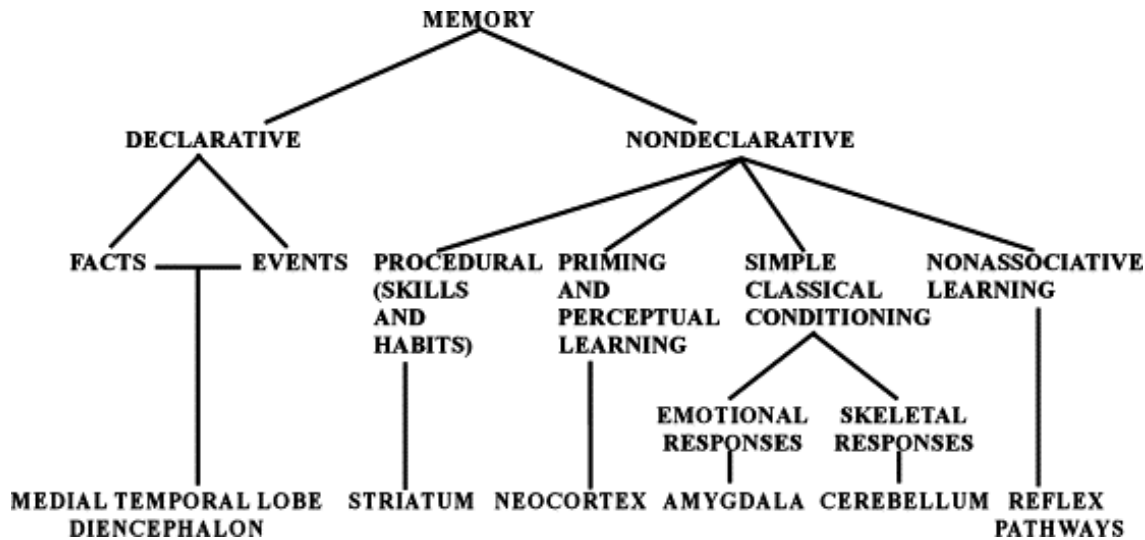 MEMORY
DECLARATIVE
NONDECLARATIVE
FACTS
EVENTS
PROCEDURAL
(SKILLS
AND
HABITS)
PRIMING
AND
PERCEPTUAL
LEARNING
SIMPLE
CLASSICAL
CONDITIONING
NONASSOCIATIVE
LEARNING
EMOTIONAL
RESPONSES
SKELETAL
RESPONSES
MEDIAL TEMPORAL LOBE
DIENCEPHALON
STRIATUM
NEOCORTEX
AMYGDALA
CEREBELLUM
REFLEX
PATHWAYS